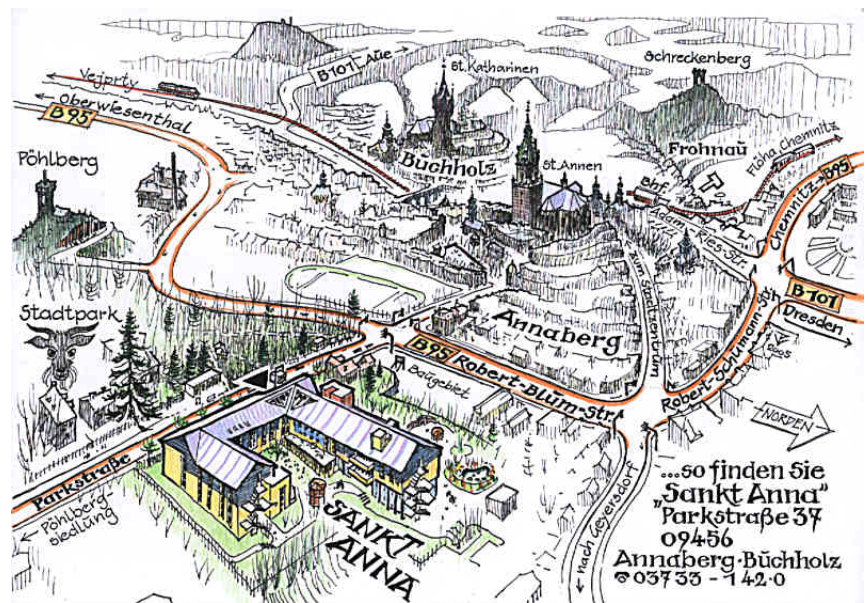 Schreckenberg
B101 Aue
St. Katharinen
Vejprty
Oberwiesenthal
B95
Frohnau
Flöha Chemnitz
Pöhlberg
Buchholz
St. Annen
Bhf.
Chemnitz B95
Adam-Ries-Str.
zum Stadtzentrum
B101
Dresden
Stadtpark
Annaberg
B95 Robert-Blum-Str.
Robert-Schumann-Str.
Baugebiet
NORDEN
Parkstraße
Pöhlberg-
siedlung
SANKT
ANNA
nach Geyersdorf
...so finden Sie
"Sankt Anna"
Parkstraße 37
09456
Annaberg-Buchholz
☎03733-142-0